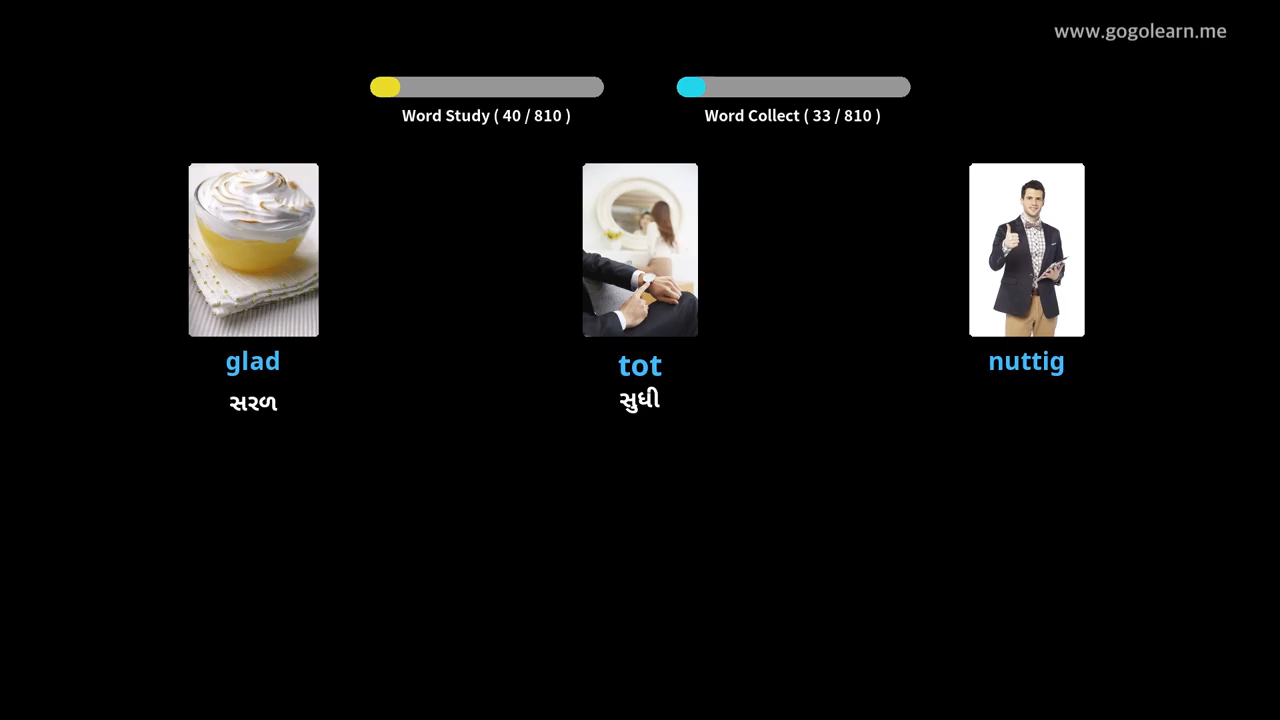 www.gogolearn.me
Word Study ( 40 / 810 )
Word Collect ( 33 / 810 )
glad
સરળ
tot
સુધી
nuttig